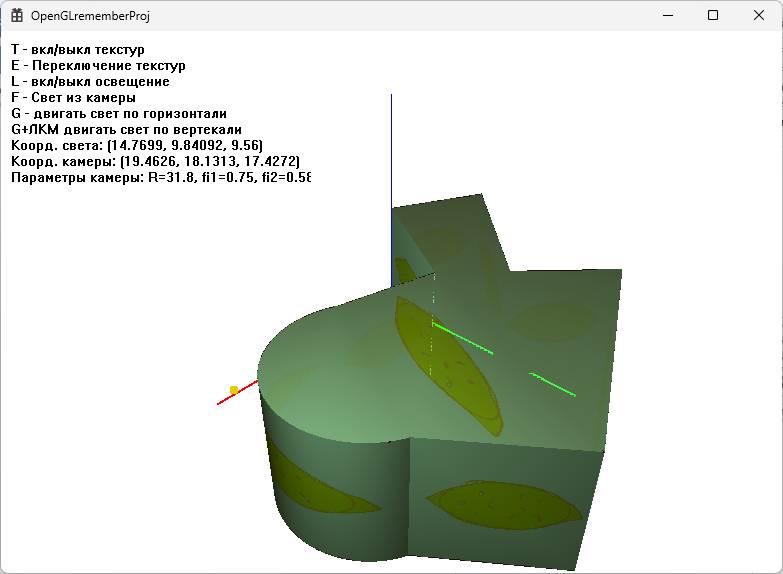 OpenGLrememberProj
T - вкл/выкл текстур
E - Переключение текстур
L - вкл/выкл освещение
F - Свет из камеры
G - двигать свет по горизонтали
G+ЛКМ двигать свет по вертекали
Коорд. света: (14.7699, 9.84092, 9.56)
Коорд. камеры: (19.4626, 18.1313, 17.4272)
Параметры камеры: R=31.8, fi1=0.75, fi2=0.58